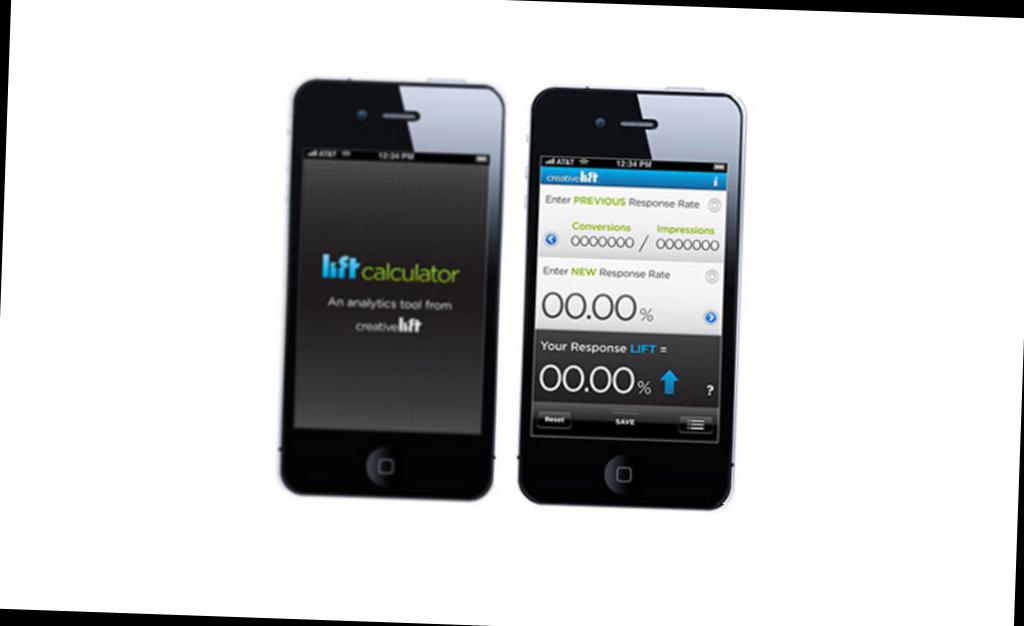 AT&T 12:34 PM
lift calculator
An analytics tool from
creativelift
AT&T 12:34 PM
creativelift i
Enter PREVIOUS Response Rate
Conversions Impressions
0000000 / 0000000
Enter NEW Response Rate
00.00 %
Your Response LIFT =
00.00 % ?
Reset SAVE